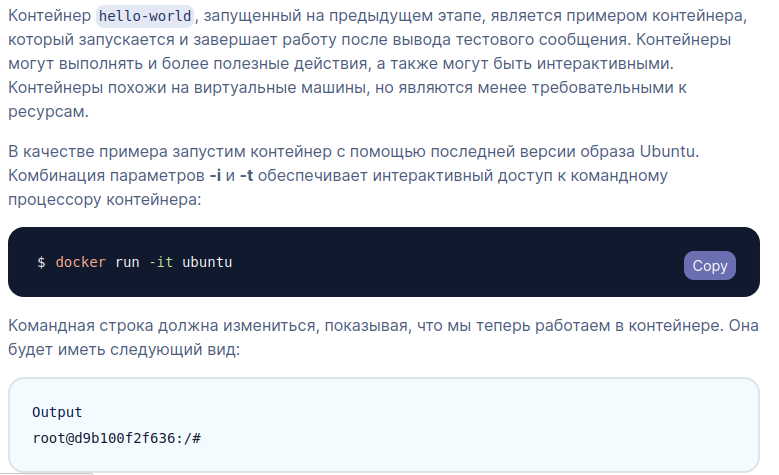 Контейнер hello-world, запущенный на предыдущем этапе, является примером контейнера,
который запускается и завершает работу после вывода тестового сообщения. Контейнеры
могут выполнять и более полезные действия, а также могут быть интерактивными.
Контейнеры похожи на виртуальные машины, но являются менее требовательными к
ресурсам.
В качестве примера запустим контейнер с помощью последней версии образа Ubuntu.
Комбинация параметров -i и -t обеспечивает интерактивный доступ к командному
процессору контейнера:
$ docker run -it ubuntu
Copy
Командная строка должна измениться, показывая, что мы теперь работаем в контейнере. Она
будет иметь следующий вид:
Output
root@d9b100f2f636:/#